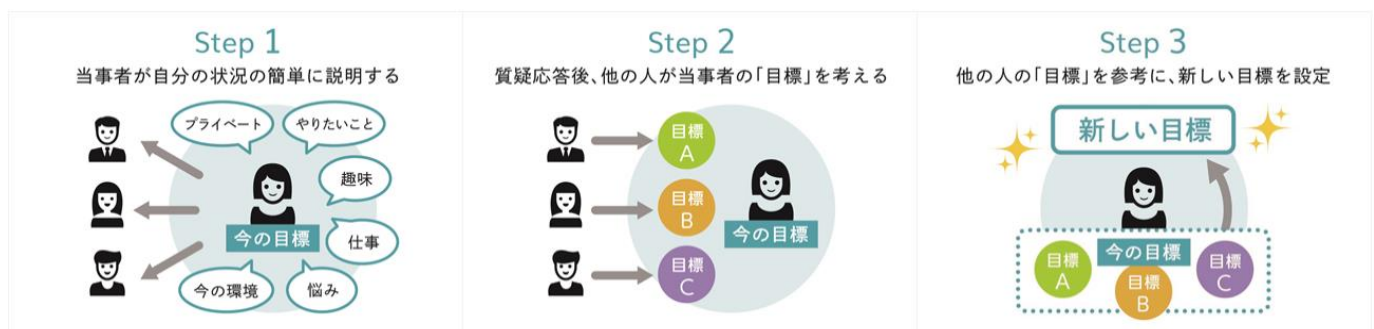 Step 1
当事者が自分の状況の簡単に説明する
プライベート
やりたいこと
趣味
今の目標
仕事
今の環境
悩み
Step 2
質疑応答後、他の人が当事者の「目標」を考える
目標
A
目標
B
今の目標
目標
C
Step 3
他の人の「目標」を参考に、新しい目標を設定
新しい目標
今の目標
目標
A
目標
B
目標
C